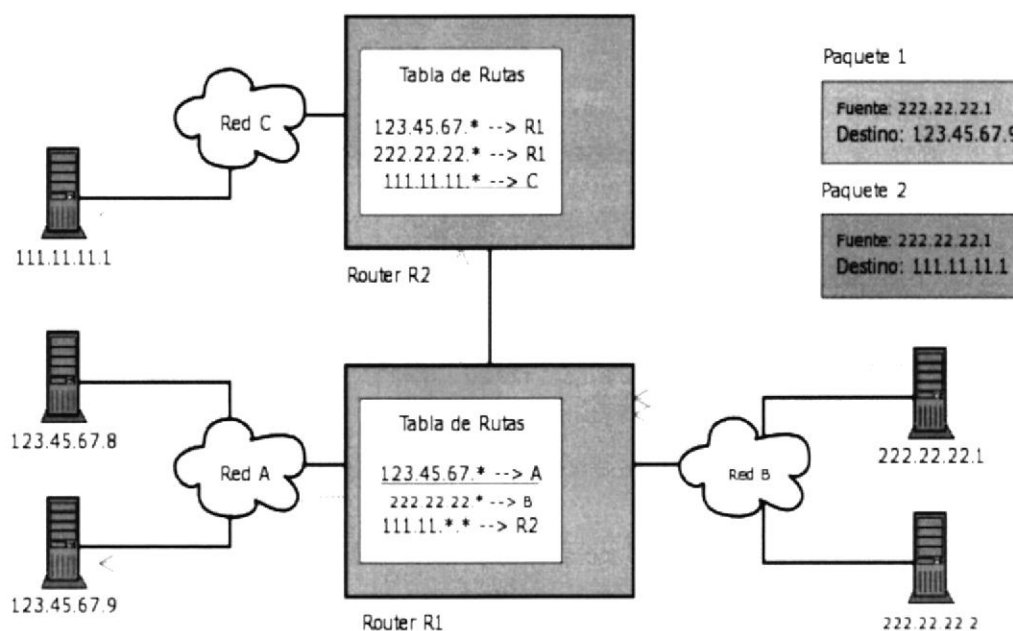 Tabla de Rutas
123.45.67.* --> R1
222.22.22.* --> R1
111.11.11.* --> C
Router R2
Red C
111.11.11.1
Paquete 1
Fuente: 222.22.22.1
Destino: 123.45.67.9
Paquete 2
Fuente: 222.22.22.1
Destino: 111.11.11.1
123.45.67.8
Red A
123.45.67.9
Tabla de Rutas
123.45.67.* --> A
222.22.22.* --> B
111.11.*.* --> R2
Router R1
Red B
222.22.22.1
222.22.22 2